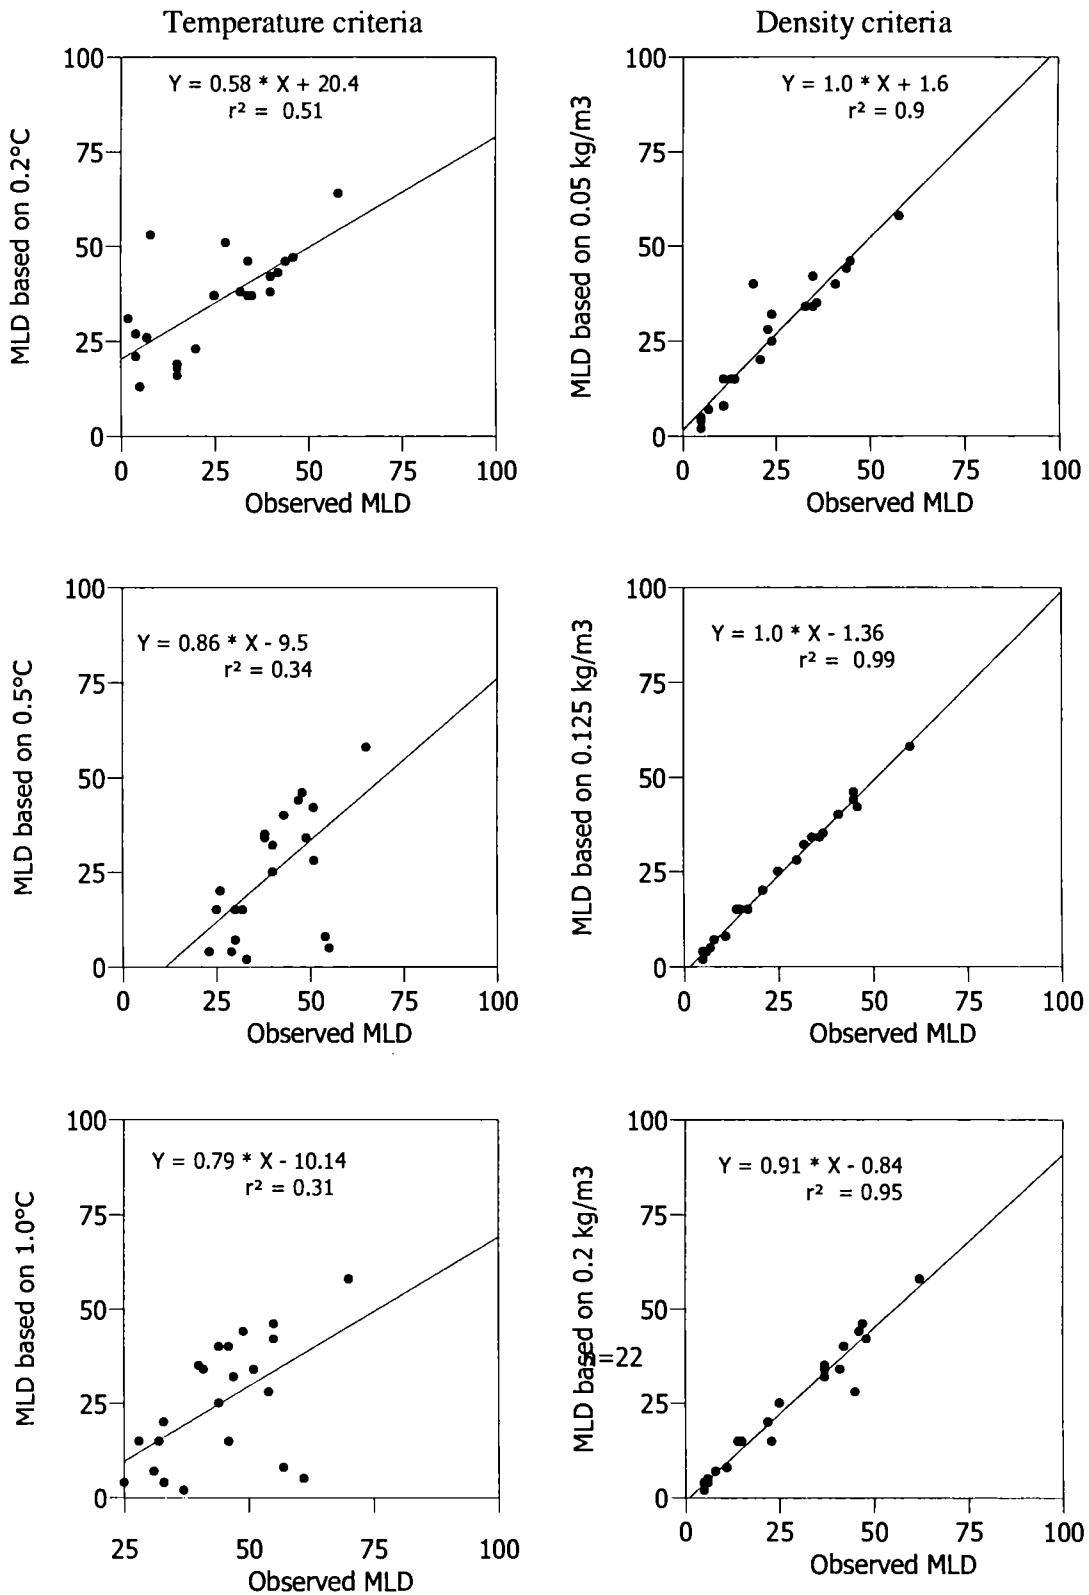 Temperature criteria
Density criteria
Y = 0.58 * X + 20.4
r² = 0.51
MLD based on 0.2°C
100
75
50
25
0
0 25 50 75 100
Observed MLD
Y = 1.0 * X + 1.6
r² = 0.9
MLD based on 0.05 kg/m3
100
75
50
25
0
0 25 50 75 100
Observed MLD
Y = 0.86 * X - 9.5
r² = 0.34
MLD based on 0.5°C
100
75
50
25
0
0 25 50 75 100
Observed MLD
Y = 1.0 * X - 1.36
r² = 0.99
MLD based on 0.125 kg/m3
100
75
50
25
0
0 25 50 75 100
Observed MLD
Y = 0.79 * X - 10.14
r² = 0.31
MLD based on 1.0°C
100
75
50
25
0
25 50 75 100
Observed MLD
Y = 0.91 * X - 0.84
r² = 0.95
MLD based on 0.2 kg/m3
n=22
100
75
50
25
0
0 25 50 75 100
Observed MLD